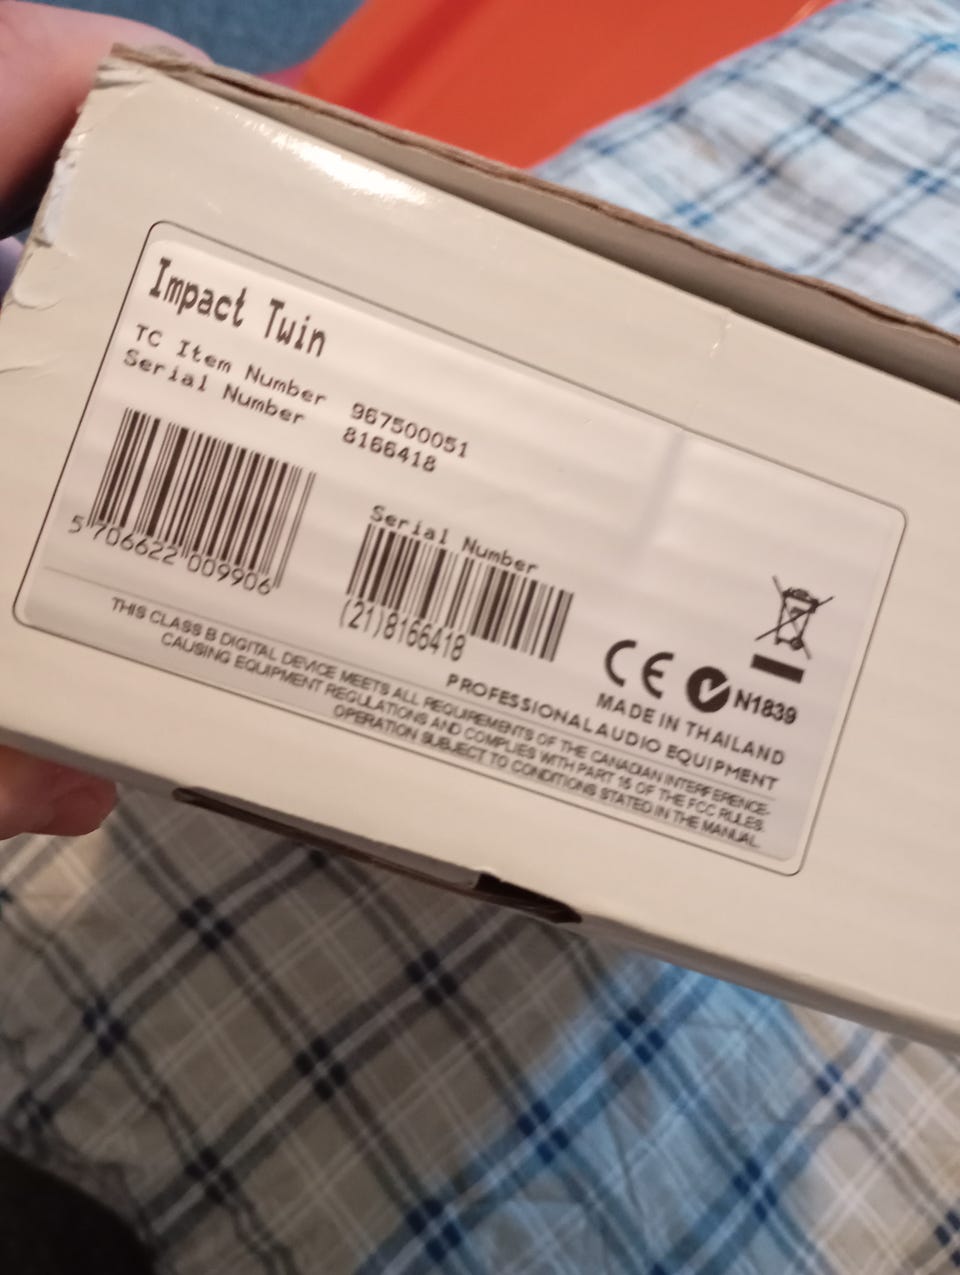 Impact Twin
TC Item Number 967500051
Serial Number 8166418
5 706622 009906
Serial Number
(21)8166418
CE N1839
MADE IN THAILAND
PROFESSIONAL AUDIO EQUIPMENT
THIS CLASS B DIGITAL DEVICE MEETS ALL REQUIREMENTS OF THE CANADIAN INTERFERENCE-
CAUSING EQUIPMENT REGULATIONS AND COMPLIES WITH PART 15 OF THE FCC RULES.
OPERATION SUBJECT TO CONDITIONS STATED IN THE MANUAL.